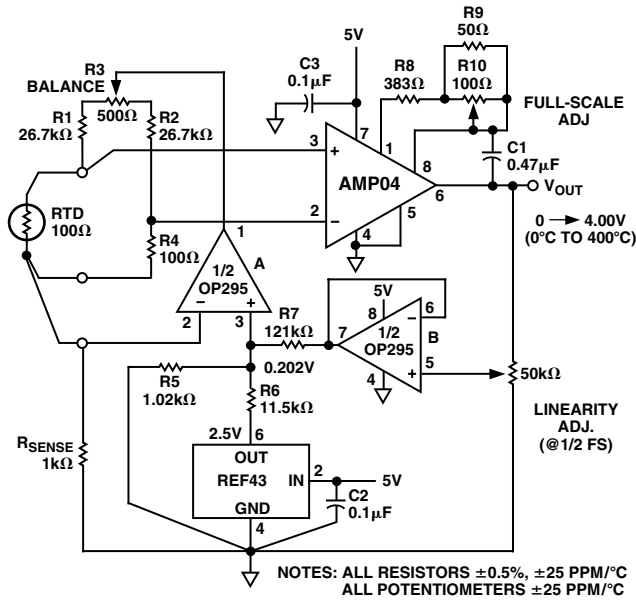 R9
50Ω
5V
R3
BALANCE
C3
0.1µF
R8
383Ω
R10
100Ω
R1
26.7kΩ
500Ω
R2
26.7kΩ
FULL-SCALE
ADJ
3
+
7
1
8
C1
0.47µF
AMP04
6
VOUT
RTD
100Ω
2
–
5
4
0 → 4.00V
(0°C TO 400°C)
R4
100Ω
1
A
1/2
OP295
–
+
2
3
R7
121kΩ
5V
8
7
1/2
OP295
–
6
B
+
5
4
50kΩ
0.202V
R5
1.02kΩ
R6
11.5kΩ
LINEARITY
ADJ.
(@1/2 FS)
RSENSE
1kΩ
2.5V
6
OUT
REF43
IN
2
5V
GND
4
C2
0.1µF
NOTES: ALL RESISTORS ±0.5%, ±25 PPM/°C
ALL POTENTIOMETERS ±25 PPM/°C